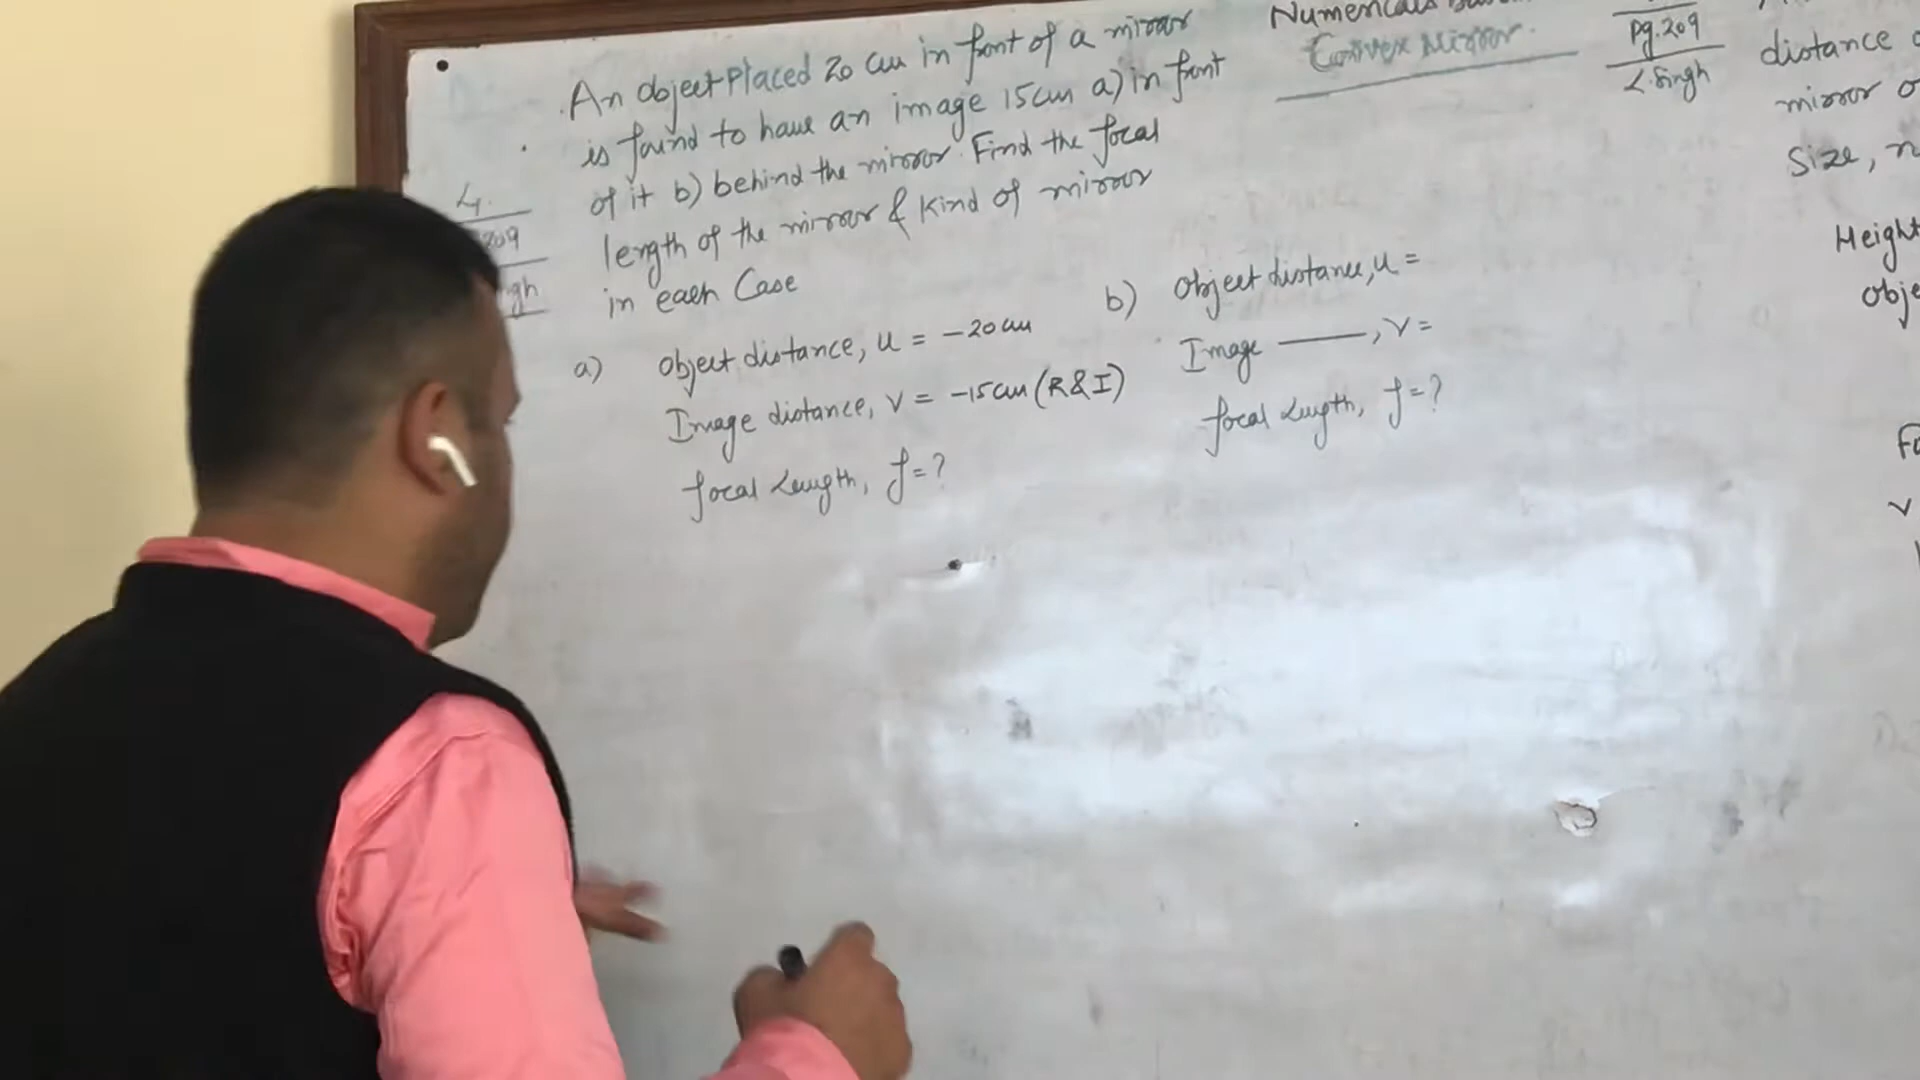 An object placed 20 cm in front of a mirror
is found to have an image 15cm a) in front
of it b) behind the mirror. Find the focal
length of the mirror & Kind of mirror
in each Case
4.
209
gh
a) Object distance, u = -20cm
Image distance, v = -15cm (R&I)
focal length, f = ?
b) Object distance, u =
Image ———, v =
focal length, f = ?
Numericals
Convex Mirror.
Pg.209
L.Singh
distance
mirror
Size,
Height
Obje
Fo
v